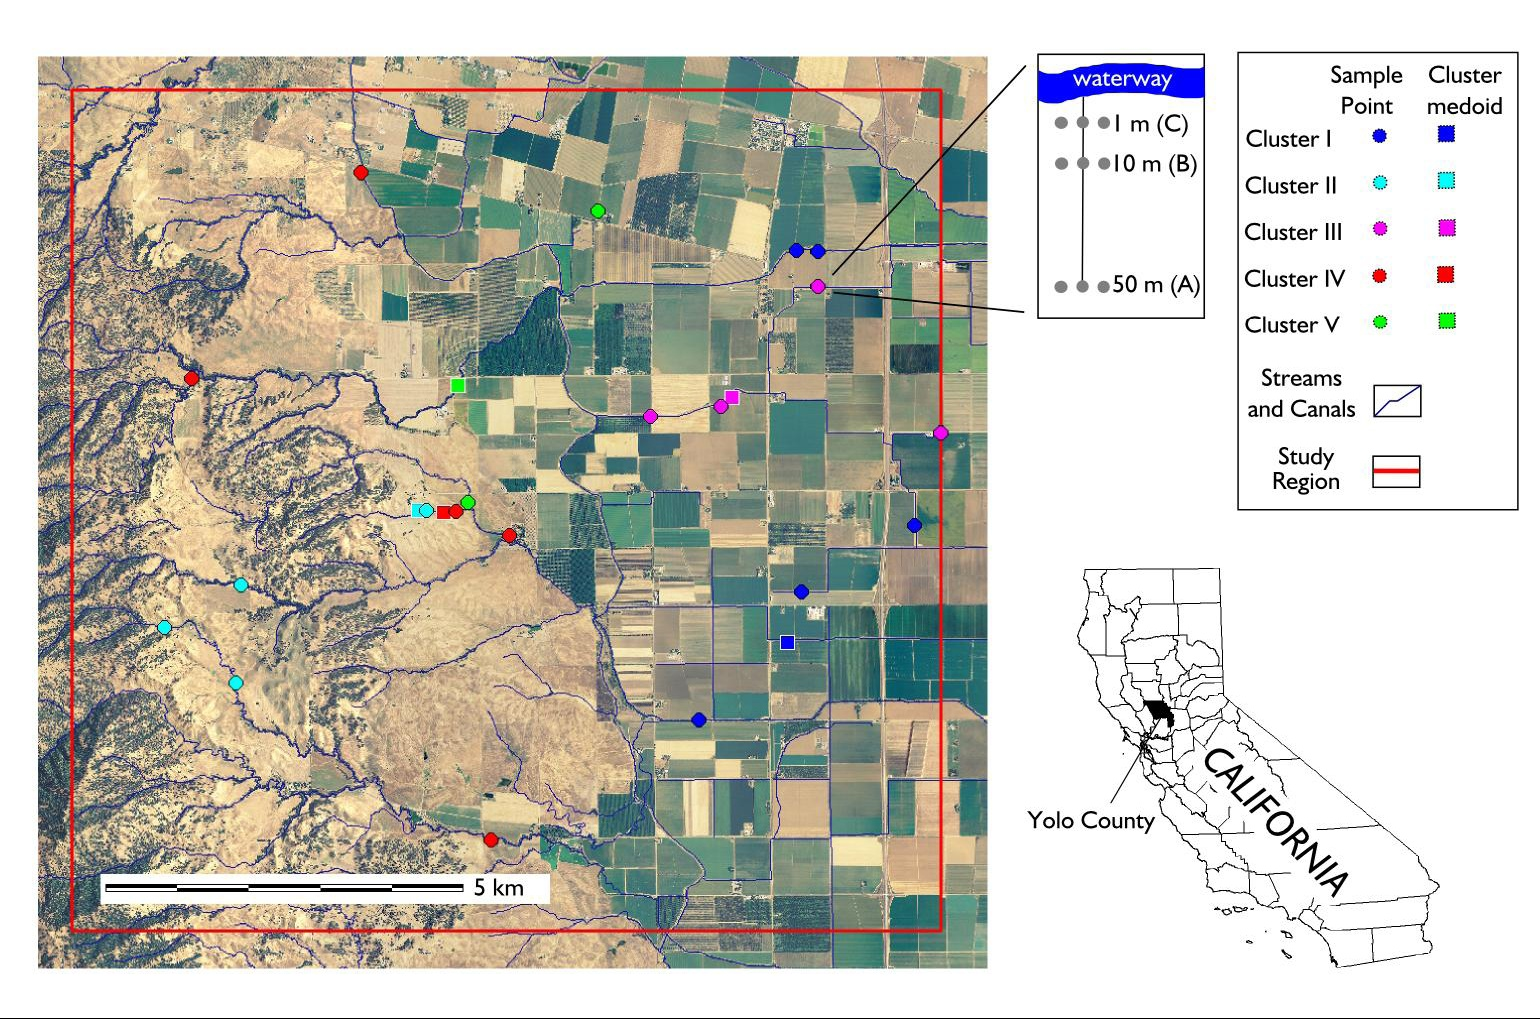 waterway
1 m (C)
10 m (B)
50 m (A)
Sample Point
Cluster medoid
Cluster I
Cluster II
Cluster III
Cluster IV
Cluster V
Streams
and Canals
Study
Region
5 km
Yolo County
CALIFORNIA